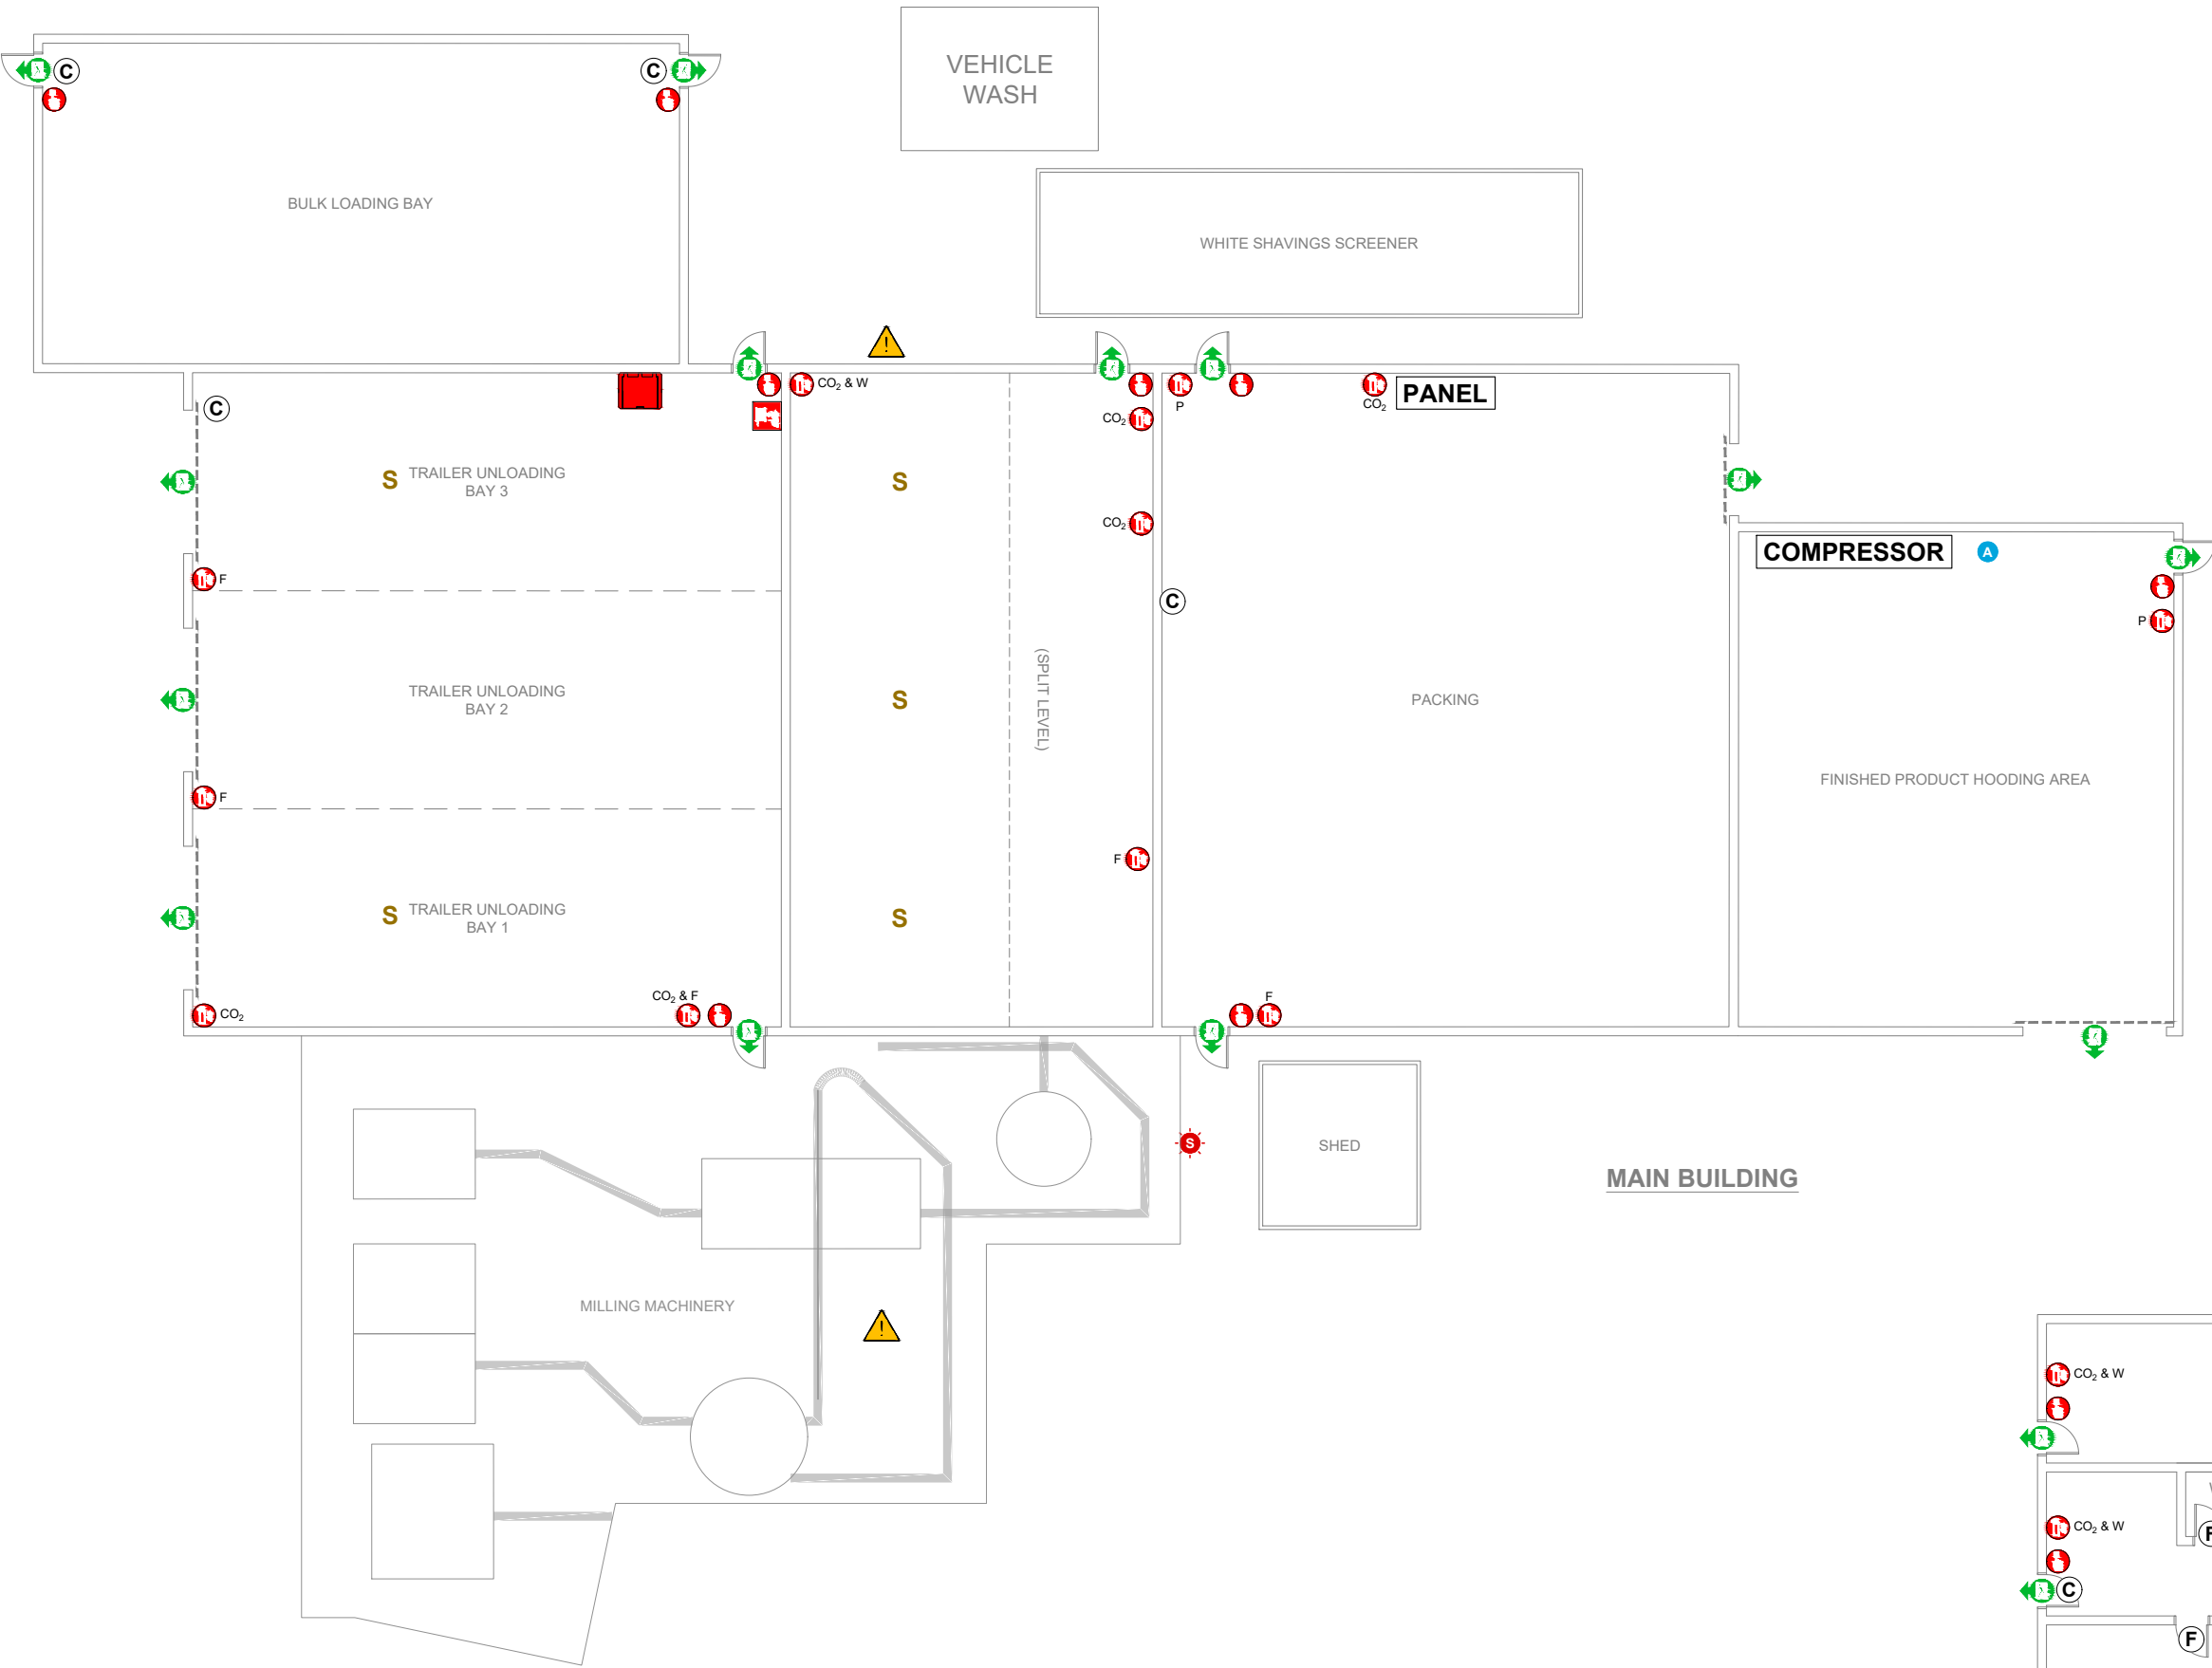 VEHICLE
WASH
C
C
BULK LOADING BAY
WHITE SHAVINGS SCREENER
CO₂ & W
P
CO₂
PANEL
C
CO₂
S
TRAILER UNLOADING
BAY 3
S
CO₂
COMPRESSOR
A
F
C
P
(SPLIT LEVEL)
TRAILER UNLOADING
BAY 2
S
PACKING
FINISHED PRODUCT HOODING AREA
F
F
S
TRAILER UNLOADING
BAY 1
S
CO₂
CO₂ & F
F
S
SHED
MAIN BUILDING
MILLING MACHINERY
CO₂ & W
CO₂ & W
F
C
F